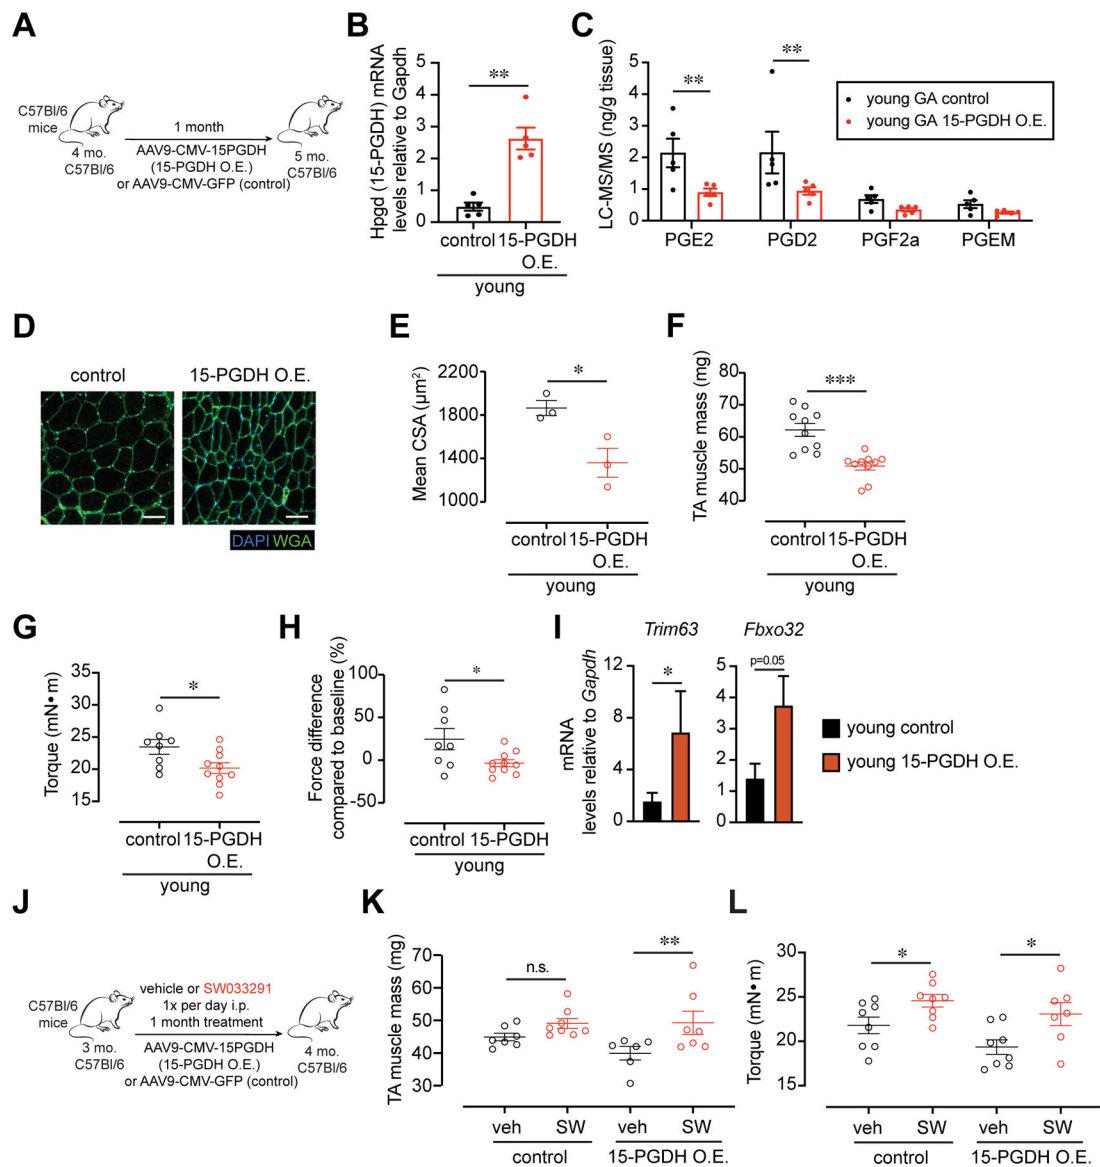 A
C57Bl/6
mice
4 mo.
C57Bl/6
1 month
AAV9-CMV-15PGDH
(15-PGDH O.E.)
or AAV9-CMV-GFP (control)
5 mo.
C57Bl/6
B
Hpgd (15-PGDH) mRNA
levels relative to Gapdh
5
4
3
2
1
0
**
control
15-PGDH
O.E.
young
C
LC-MS/MS (ng/g tissue)
5
4
3
2
1
0
**
**
PGE2
PGD2
PGF2a
PGEM
young GA control
young GA 15-PGDH O.E.
D
control
15-PGDH O.E.
DAPI WGA
E
Mean CSA (µm²)
2200
1800
1400
1000
*
control
15-PGDH
O.E.
young
F
TA muscle mass (mg)
80
70
60
50
40
***
control
15-PGDH
O.E.
young
G
Torque (mN•m)
30
25
20
15
*
control
15-PGDH
O.E.
young
H
Force difference
compared to baseline (%)
100
50
0
-50
*
control
15-PGDH
O.E.
young
I
mRNA
levels relative to Gapdh
Trim63
12
8
4
0
*
Fbxo32
5
4
3
2
1
0
p=0.05
young control
young 15-PGDH O.E.
J
C57Bl/6
mice
3 mo.
C57Bl/6
vehicle or SW033291
1x per day i.p.
1 month treatment
AAV9-CMV-15PGDH
(15-PGDH O.E.)
or AAV9-CMV-GFP (control)
4 mo.
C57Bl/6
K
TA muscle mass (mg)
70
60
50
40
30
n.s.
**
veh
SW
veh
SW
control
15-PGDH O.E.
L
Torque (mN•m)
30
25
20
15
*
*
veh
SW
veh
SW
control
15-PGDH O.E.